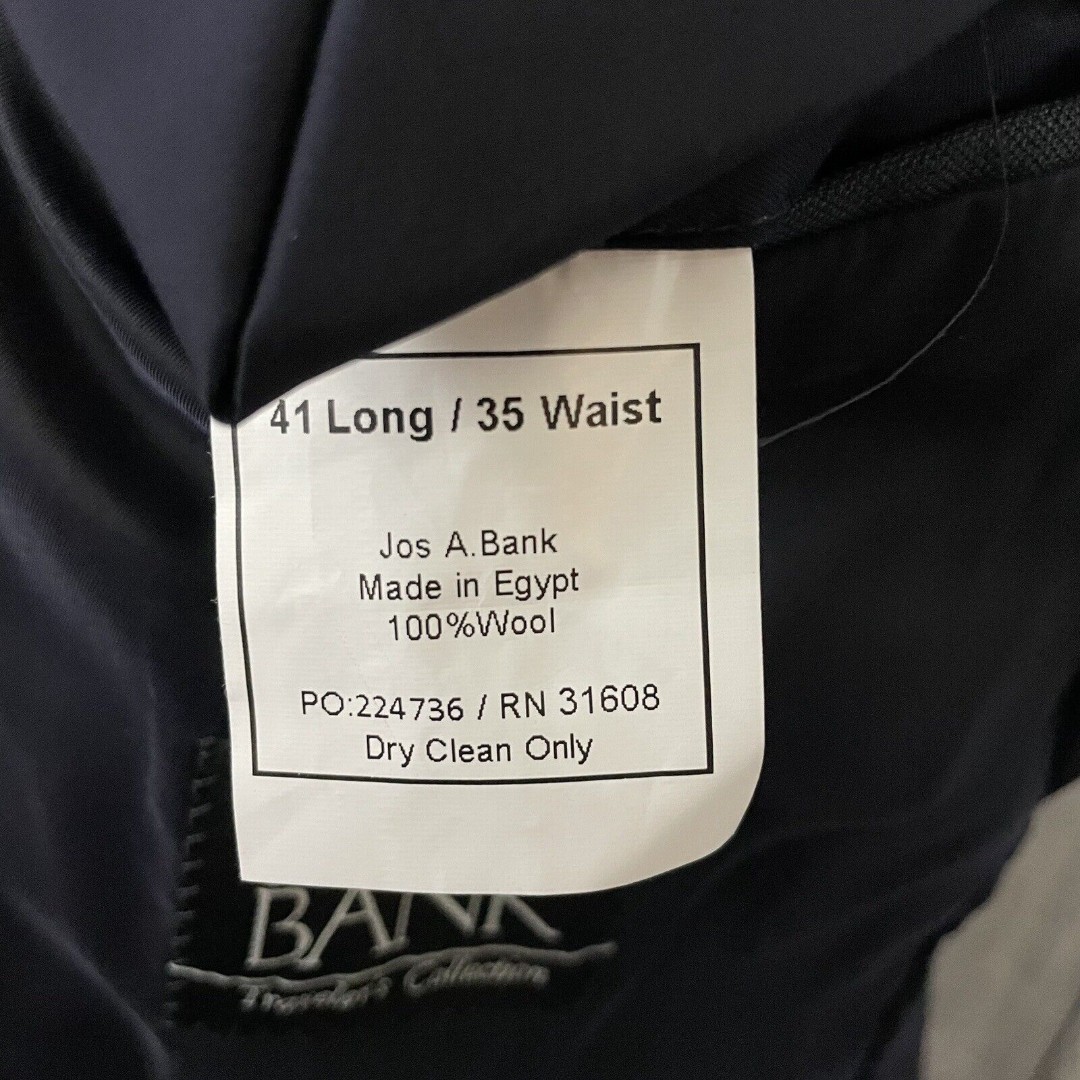 41 Long / 35 Waist
Jos A.Bank
Made in Egypt
100%Wool
PO:224736 / RN 31608
Dry Clean Only
BANK
Travelers Collection